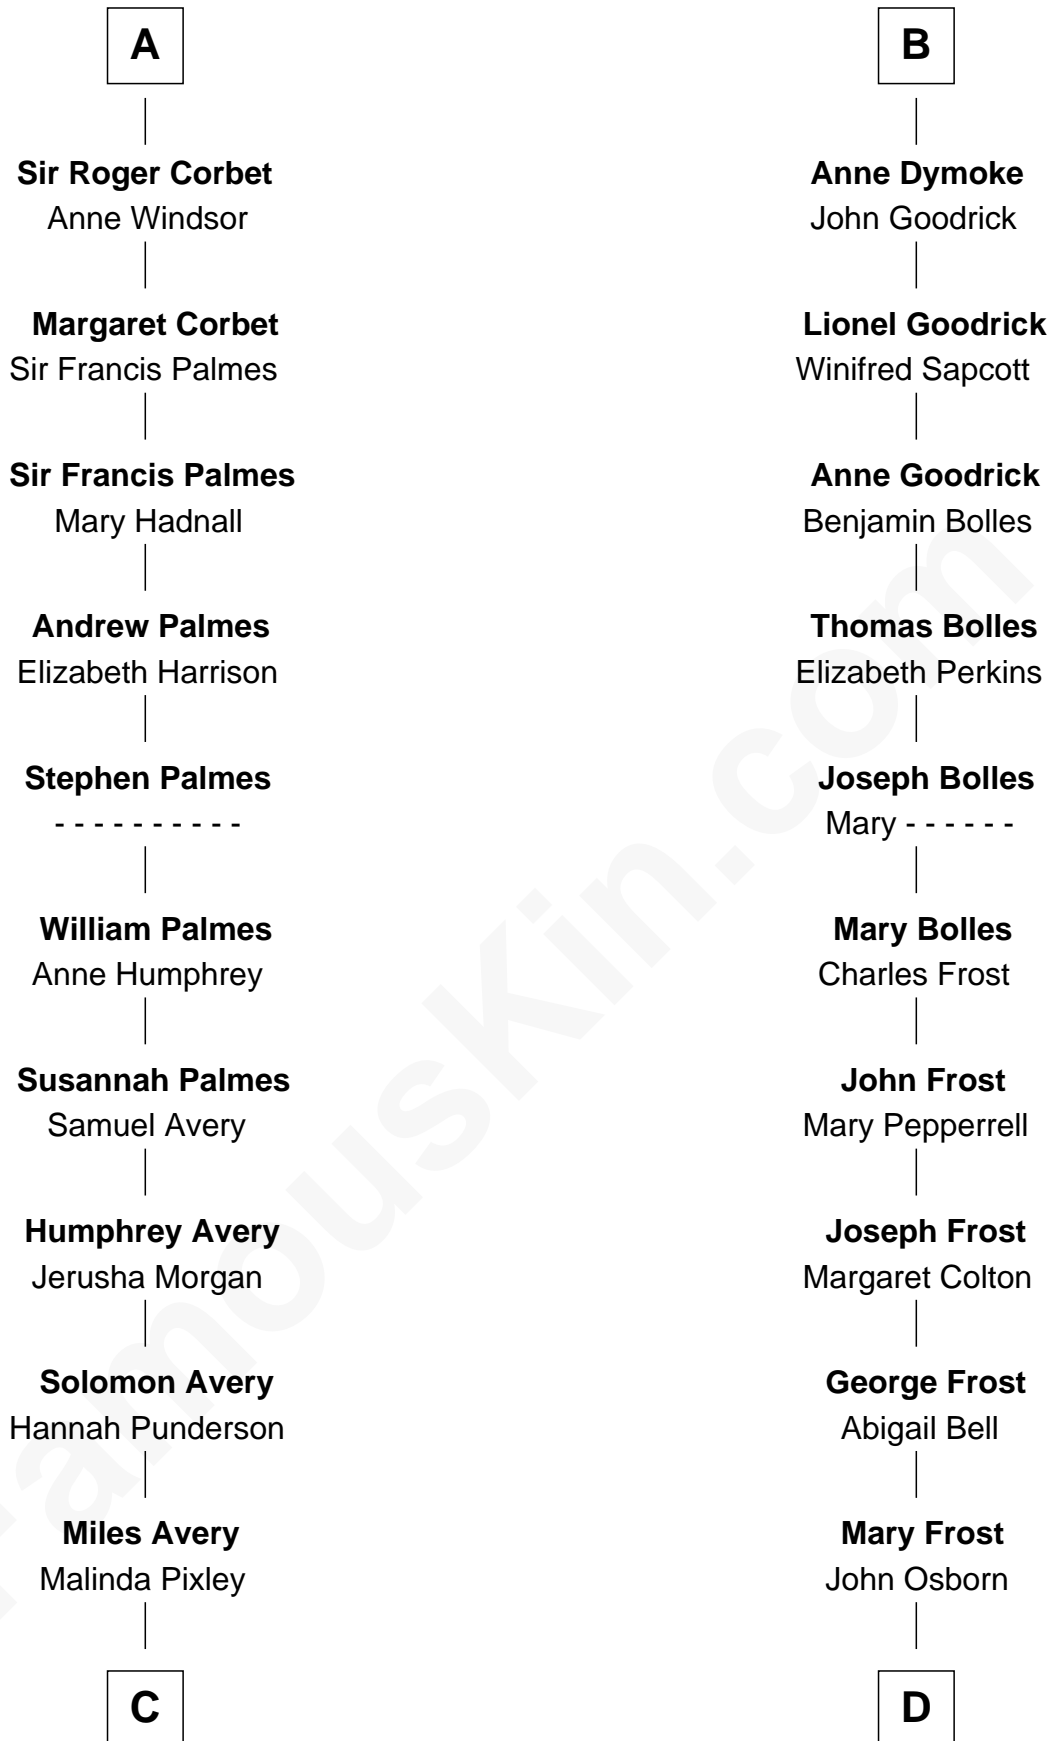 A
Sir Roger Corbet
Anne Windsor
Margaret Corbet
Sir Francis Palmes
Sir Francis Palmes
Mary Hadnall
Andrew Palmes
Elizabeth Harrison
Stephen Palmes
- - - - - - - - - -
William Palmes
Anne Humphrey
Susannah Palmes
Samuel Avery
Humphrey Avery
Jerusha Morgan
Solomon Avery
Hannah Punderson
Miles Avery
Malinda Pixley
C
B
Anne Dymoke
John Goodrick
Lionel Goodrick
Winifred Sapcott
Anne Goodrick
Benjamin Bolles
Thomas Bolles
Elizabeth Perkins
Joseph Bolles
Mary - - - - - -
Mary Bolles
Charles Frost
John Frost
Mary Pepperrell
Joseph Frost
Margaret Colton
George Frost
Abigail Bell
Mary Frost
John Osborn
D
FamousKin.com